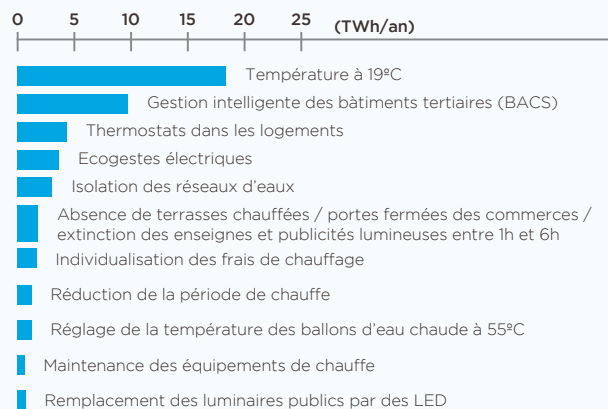 0 5 10 15 20 25 (TWh/an)
Température à 19ºC
Gestion intelligente des bàtiments tertiaires (BACS)
Thermostats dans les logements
Ecogestes électriques
Isolation des réseaux d'eaux
Absence de terrasses chauffées / portes fermées des commerces /
extinction des enseignes et publicités lumineuses entre 1h et 6h
Individualisation des frais de chauffage
Réduction de la période de chauffe
Réglage de la température des ballons d'eau chaude à 55ºC
Maintenance des équipements de chauffe
Remplacement des luminaires publics par des LED